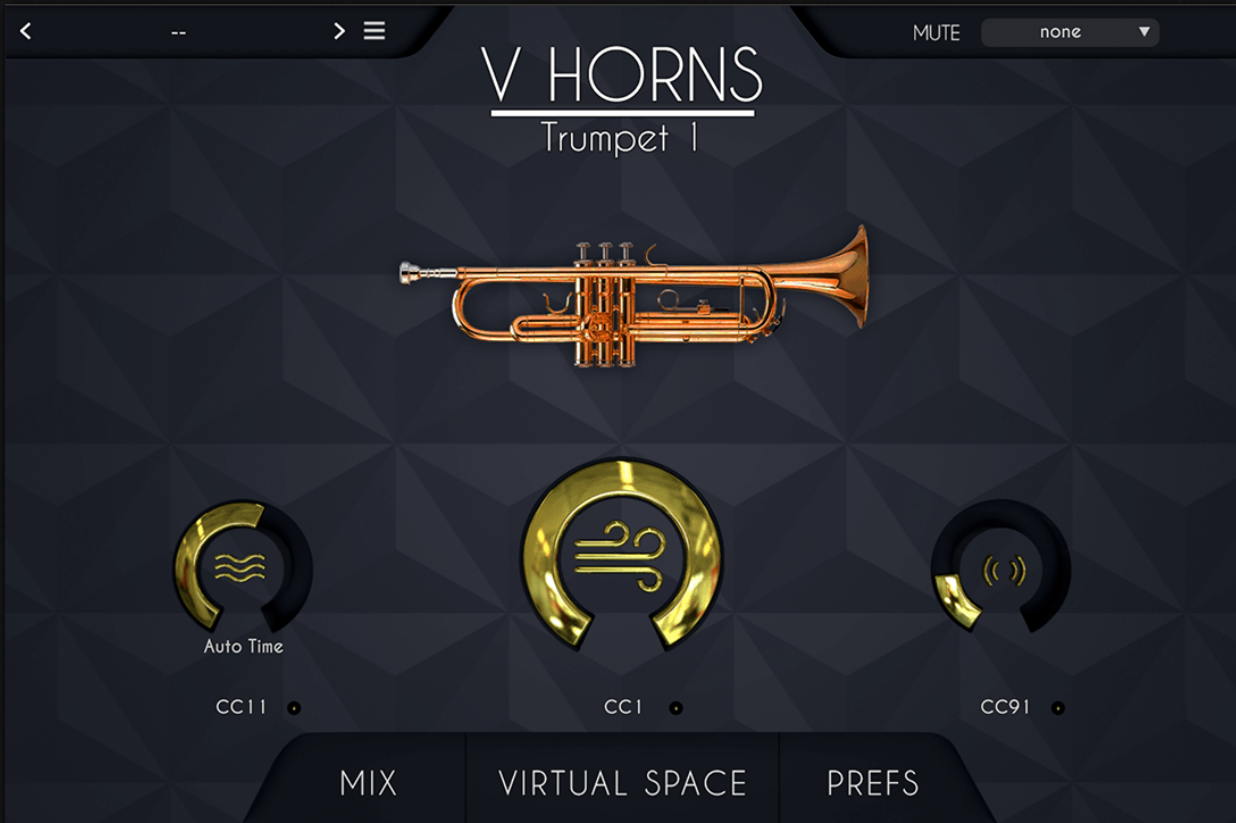 --
MUTE none
V HORNS
Trumpet 1
Auto Time
CC11 CC1 CC91
MIX VIRTUAL SPACE PREFS